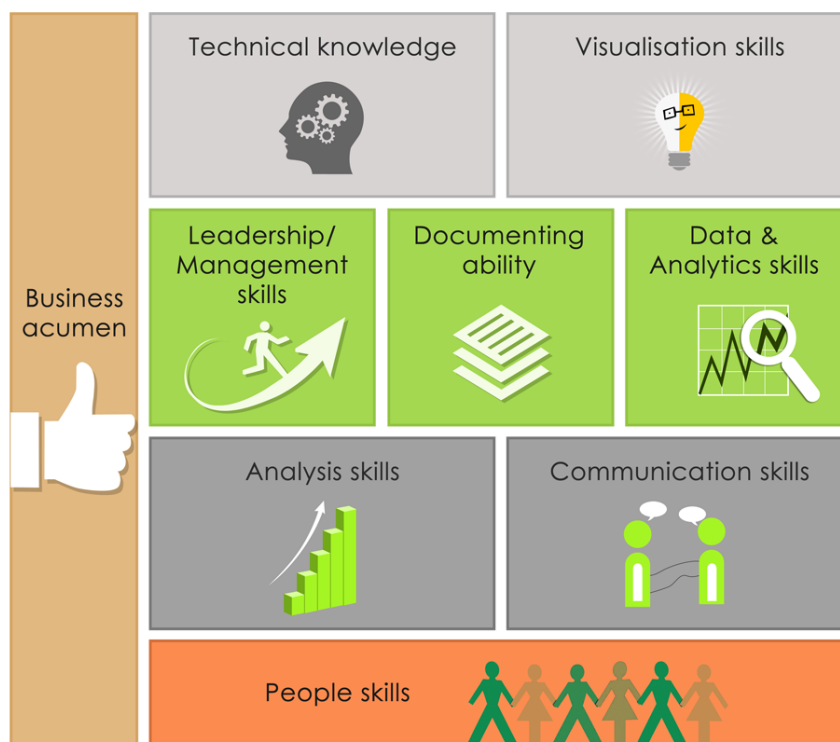 Technical knowledge
Visualisation skills
Business
acumen
Leadership/
Management
skills
Documenting
ability
Data &
Analytics skills
Analysis skills
Communication skills
People skills